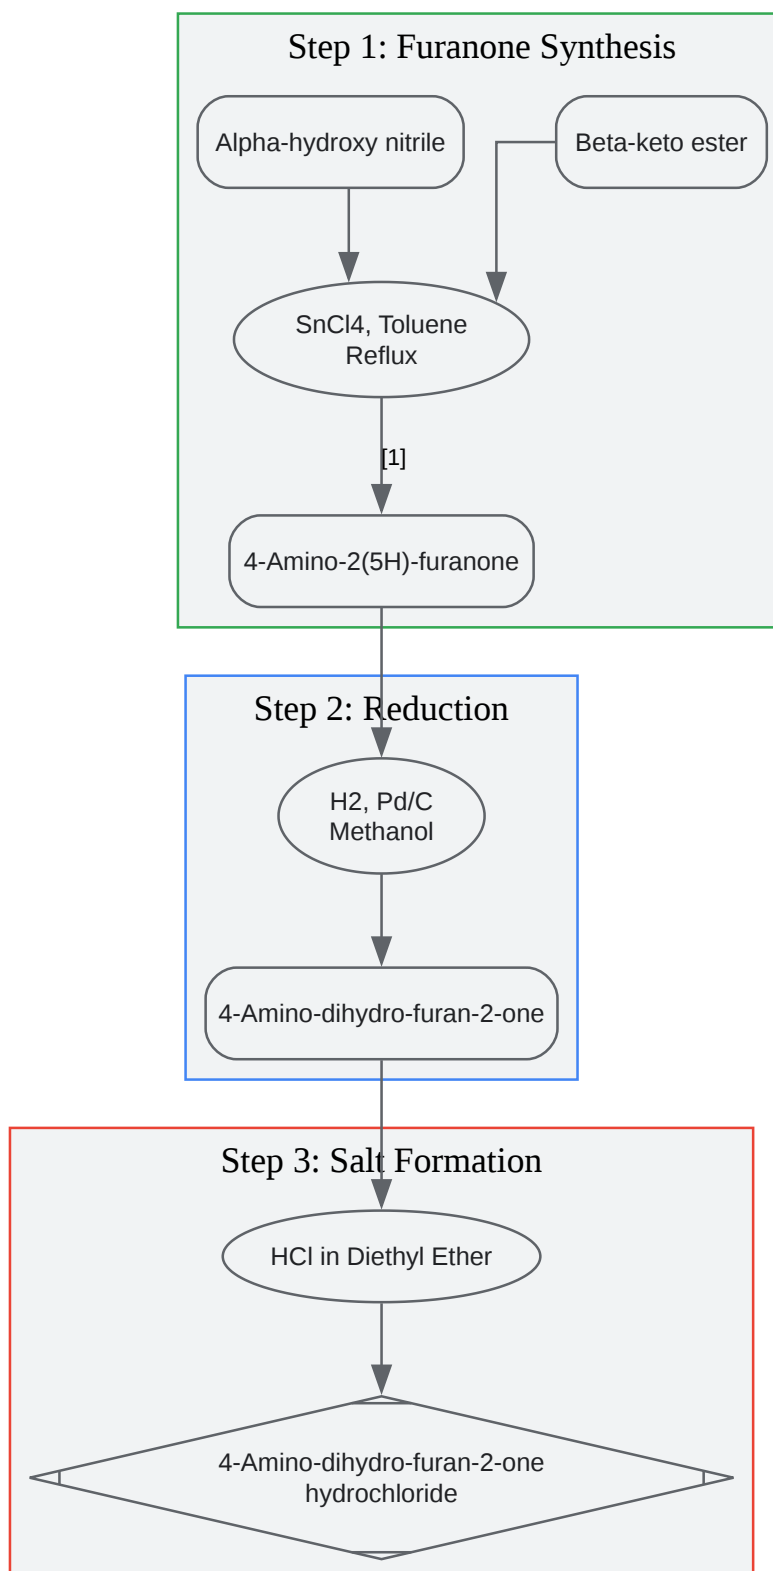 Step 1: Furanone Synthesis
Alpha-hydroxy nitrile
Beta-keto ester
SnCl4, Toluene
Reflux
[1]
4-Amino-2(5H)-furanone
Step 2: Reduction
H2, Pd/C
Methanol
4-Amino-dihydro-furan-2-one
Step 3: Salt Formation
HCl in Diethyl Ether
4-Amino-dihydro-furan-2-one
hydrochloride